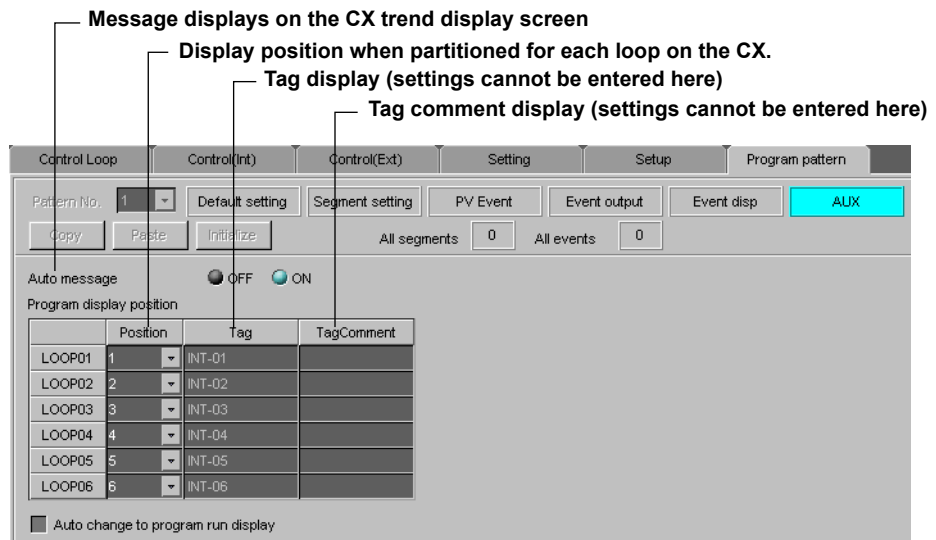 Message displays on the CX trend display screen
Display position when partitioned for each loop on the CX.
Tag display (settings cannot be entered here)
Tag comment display (settings cannot be entered here)
Control Loop Control(Int) Control(Ext) Setting Setup Program pattern
Pattern No. 1 Default setting Segment setting PV Event Event output Event disp AUX
Copy Paste Initialize All segments 0 All events 0
Auto message OFF ON
Program display position
Position Tag TagComment
LOOP01 1 INT-01
LOOP02 2 INT-02
LOOP03 3 INT-03
LOOP04 4 INT-04
LOOP05 5 INT-05
LOOP06 6 INT-06
Auto change to program run display